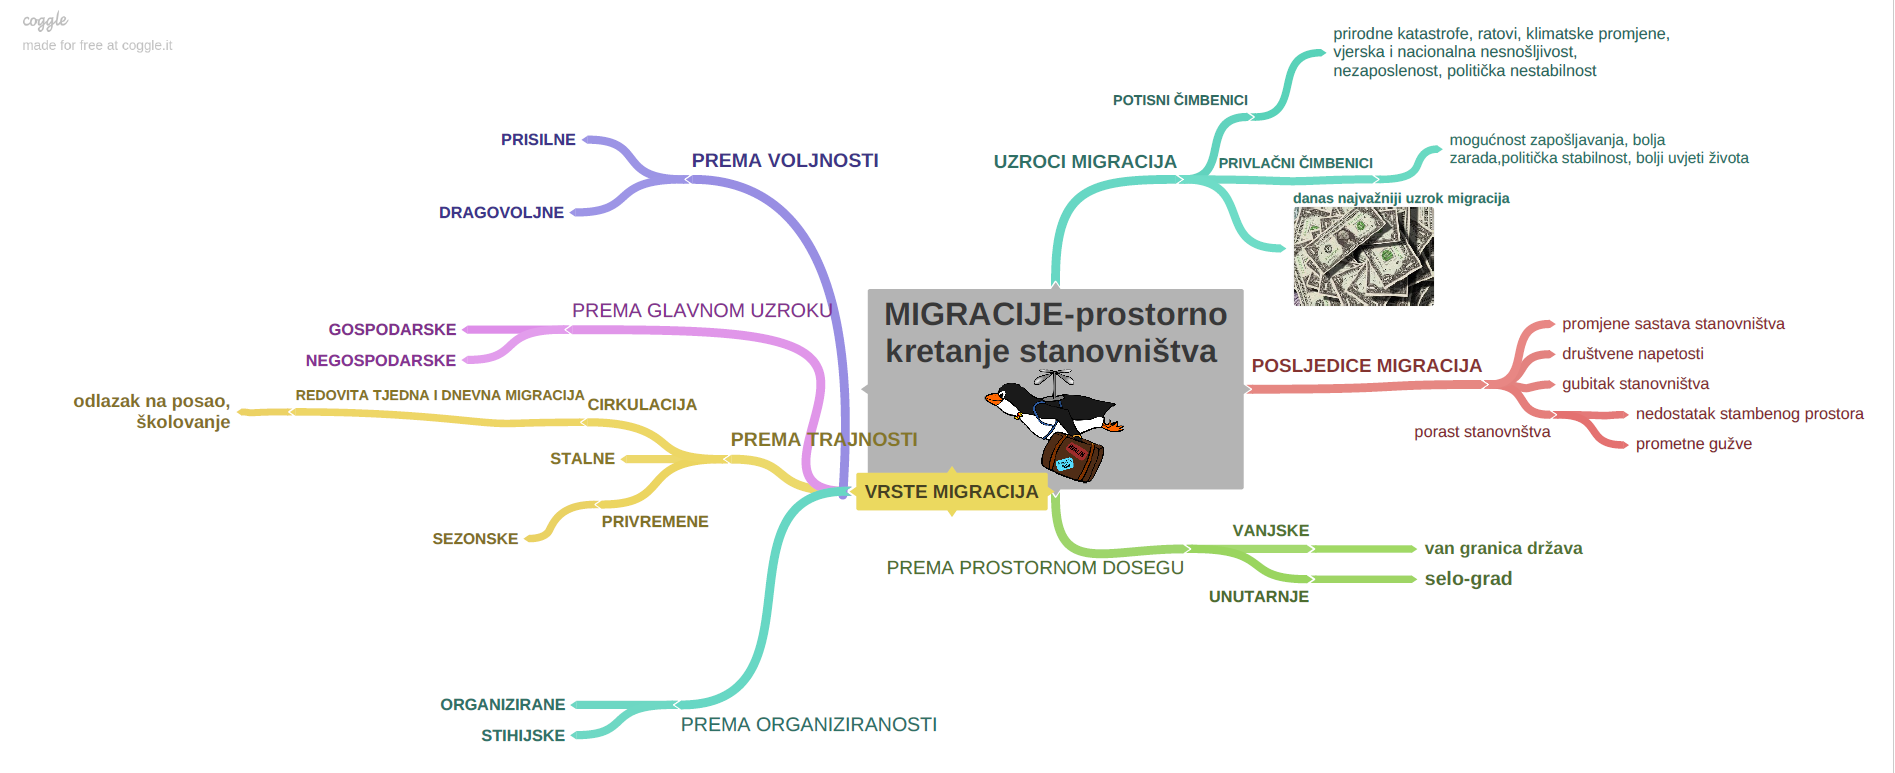 coggle
made for free at coggle.it
MIGRACIJE-prostorno
kretanje stanovništva
UZROCI MIGRACIJA
POTISNI ČIMBENICI
prirodne katastrofe, ratovi, klimatske promjene,
vjerska i nacionalna nesnošljivost,
nezaposlenost, politička nestabilnost
PRIVLAČNI ČIMBENICI
mogućnost zapošljavanja, bolja
zarada,politička stabilnost, bolji uvjeti života
danas najvažniji uzrok migracija
POSLJEDICE MIGRACIJA
promjene sastava stanovništva
društvene napetosti
gubitak stanovništva
porast stanovnštva
nedostatak stambenog prostora
prometne gužve
VRSTE MIGRACIJA
PREMA VOLJNOSTI
PRISILNE
DRAGOVOLJNE
PREMA GLAVNOM UZROKU
GOSPODARSKE
NEGOSPODARSKE
PREMA TRAJNOSTI
CIRKULACIJA
REDOVITA TJEDNA I DNEVNA MIGRACIJA
odlazak na posao,
školovanje
STALNE
PRIVREMENE
SEZONSKE
PREMA ORGANIZIRANOSTI
ORGANIZIRANE
STIHIJSKE
PREMA PROSTORNOM DOSEGU
VANJSKE
van granica država
UNUTARNJE
selo-grad